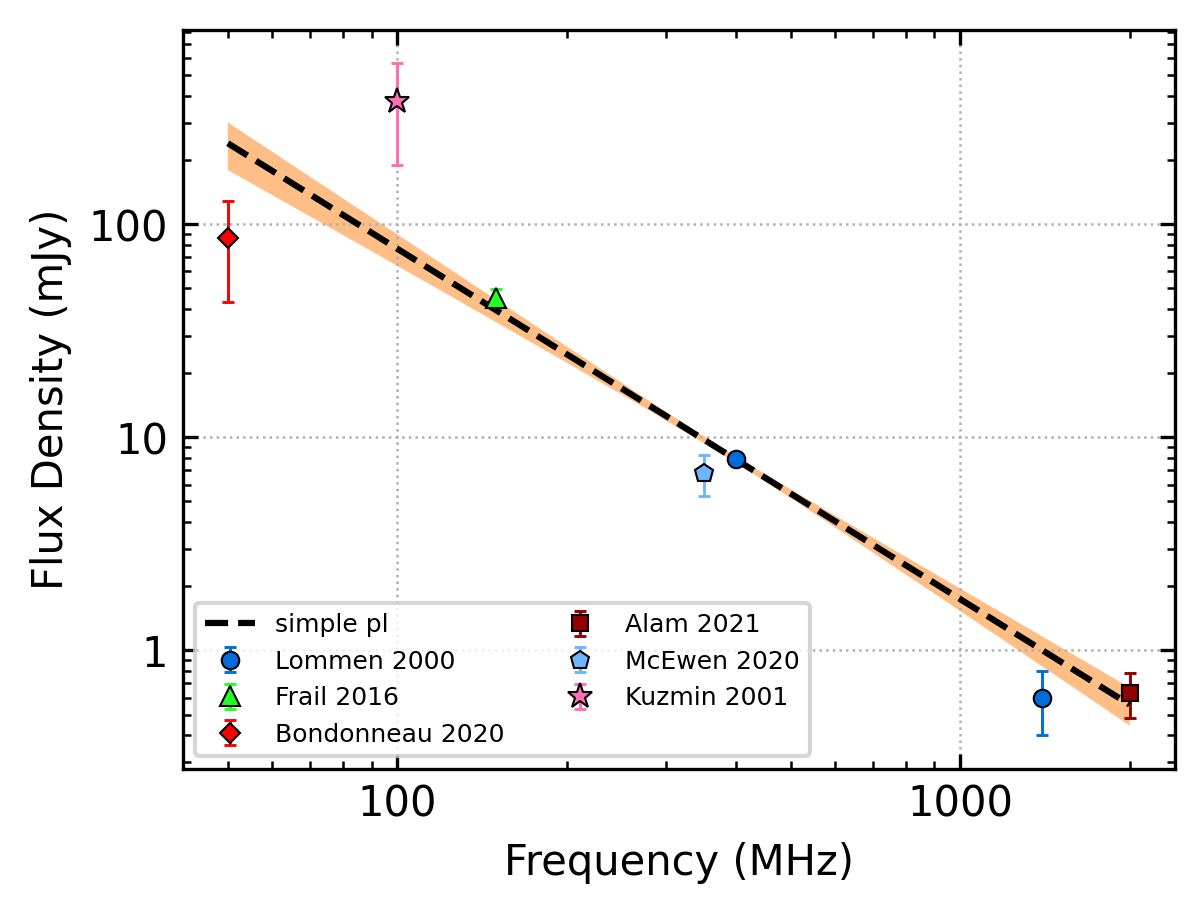 Flux Density (mJy)
100
10
1
simple pl
Lommen 2000
Frail 2016
Bondonneau 2020
Alam 2021
McEwen 2020
Kuzmin 2001
100
1000
Frequency (MHz)